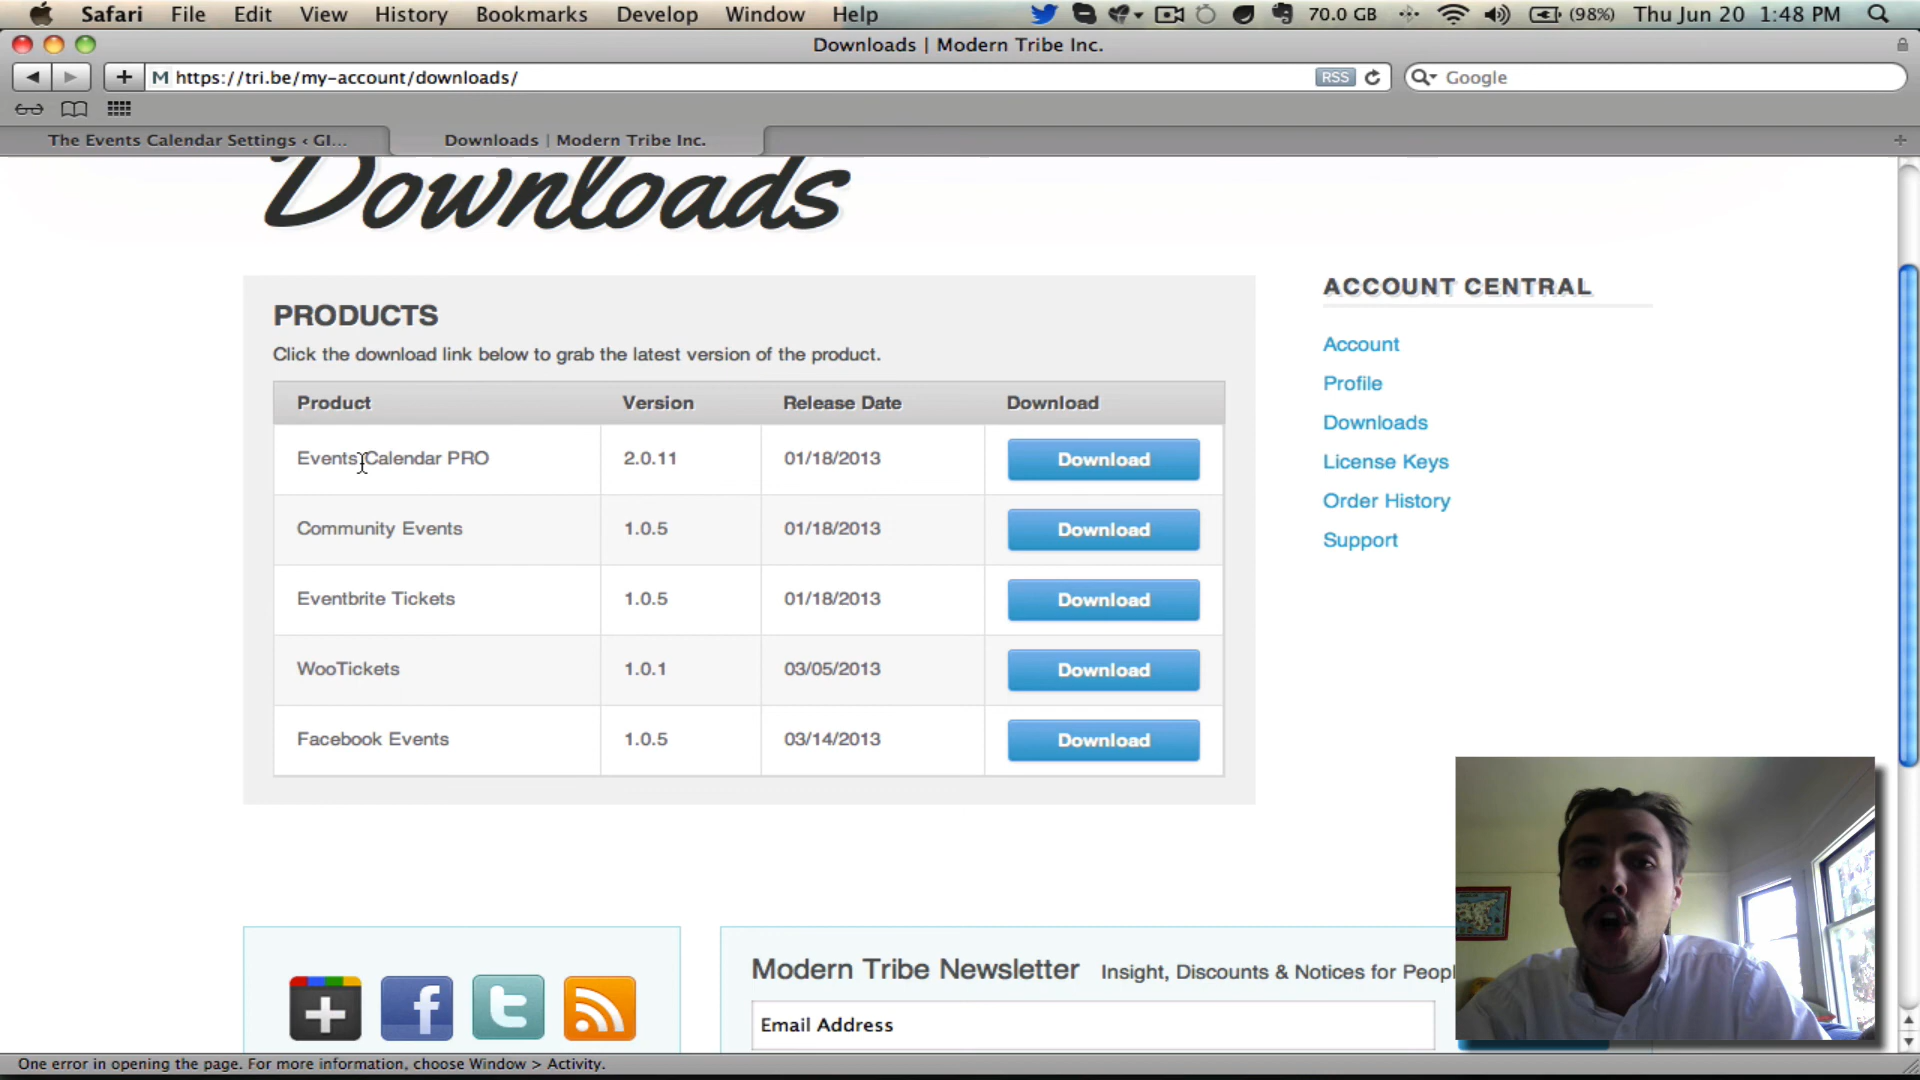 Safari File Edit View History Bookmarks Develop Window Help 70.0 GB (98%) Thu Jun 20 1:48 PM
Downloads | Modern Tribe Inc.
M https://tri.be/my-account/downloads/ RSS Google
The Events Calendar Settings ‹ GI... Downloads | Modern Tribe Inc.
Downloads
PRODUCTS
Click the download link below to grab the latest version of the product.
Product Version Release Date Download
Events Calendar PRO 2.0.11 01/18/2013 Download
Community Events 1.0.5 01/18/2013 Download
Eventbrite Tickets 1.0.5 01/18/2013 Download
WooTickets 1.0.1 03/05/2013 Download
Facebook Events 1.0.5 03/14/2013 Download
ACCOUNT CENTRAL
Account
Profile
Downloads
License Keys
Order History
Support
Modern Tribe Newsletter Insight, Discounts & Notices for Peopl
Email Address
One error in opening the page. For more information, choose Window > Activity.